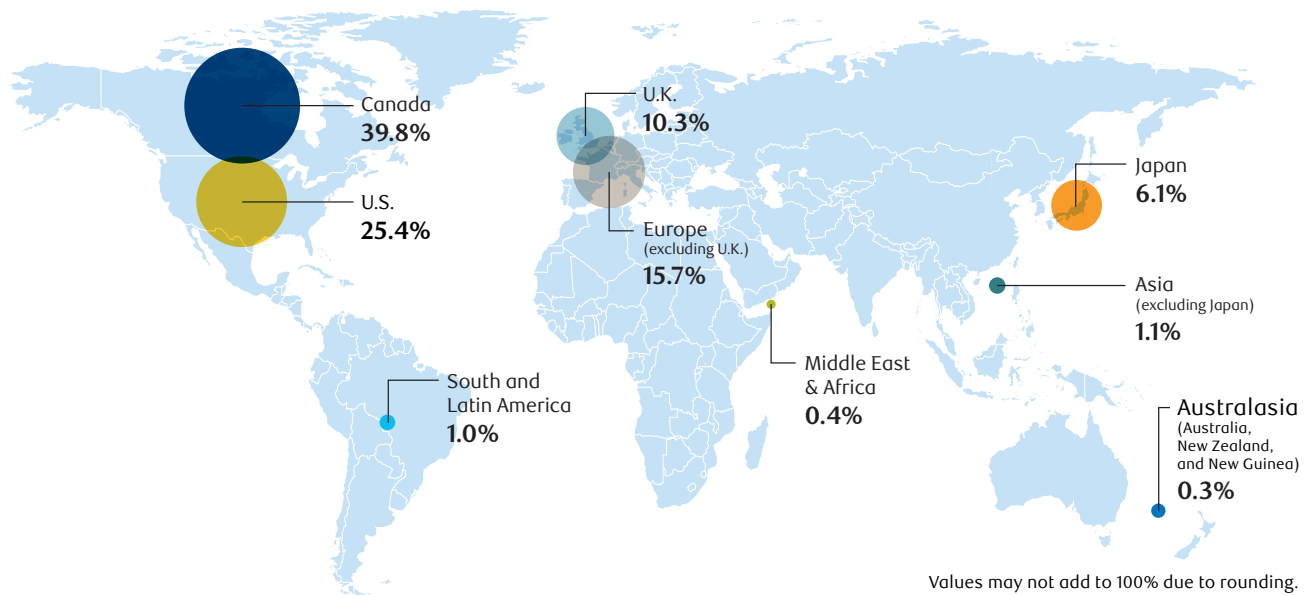 Canada
39.8%
U.S.
25.4%
U.K.
10.3%
Europe
(excluding U.K.)
15.7%
Japan
6.1%
Asia
(excluding Japan)
1.1%
Middle East
& Africa
0.4%
South and
Latin America
1.0%
Australasia
(Australia,
New Zealand,
and New Guinea)
0.3%
Values may not add to 100% due to rounding.